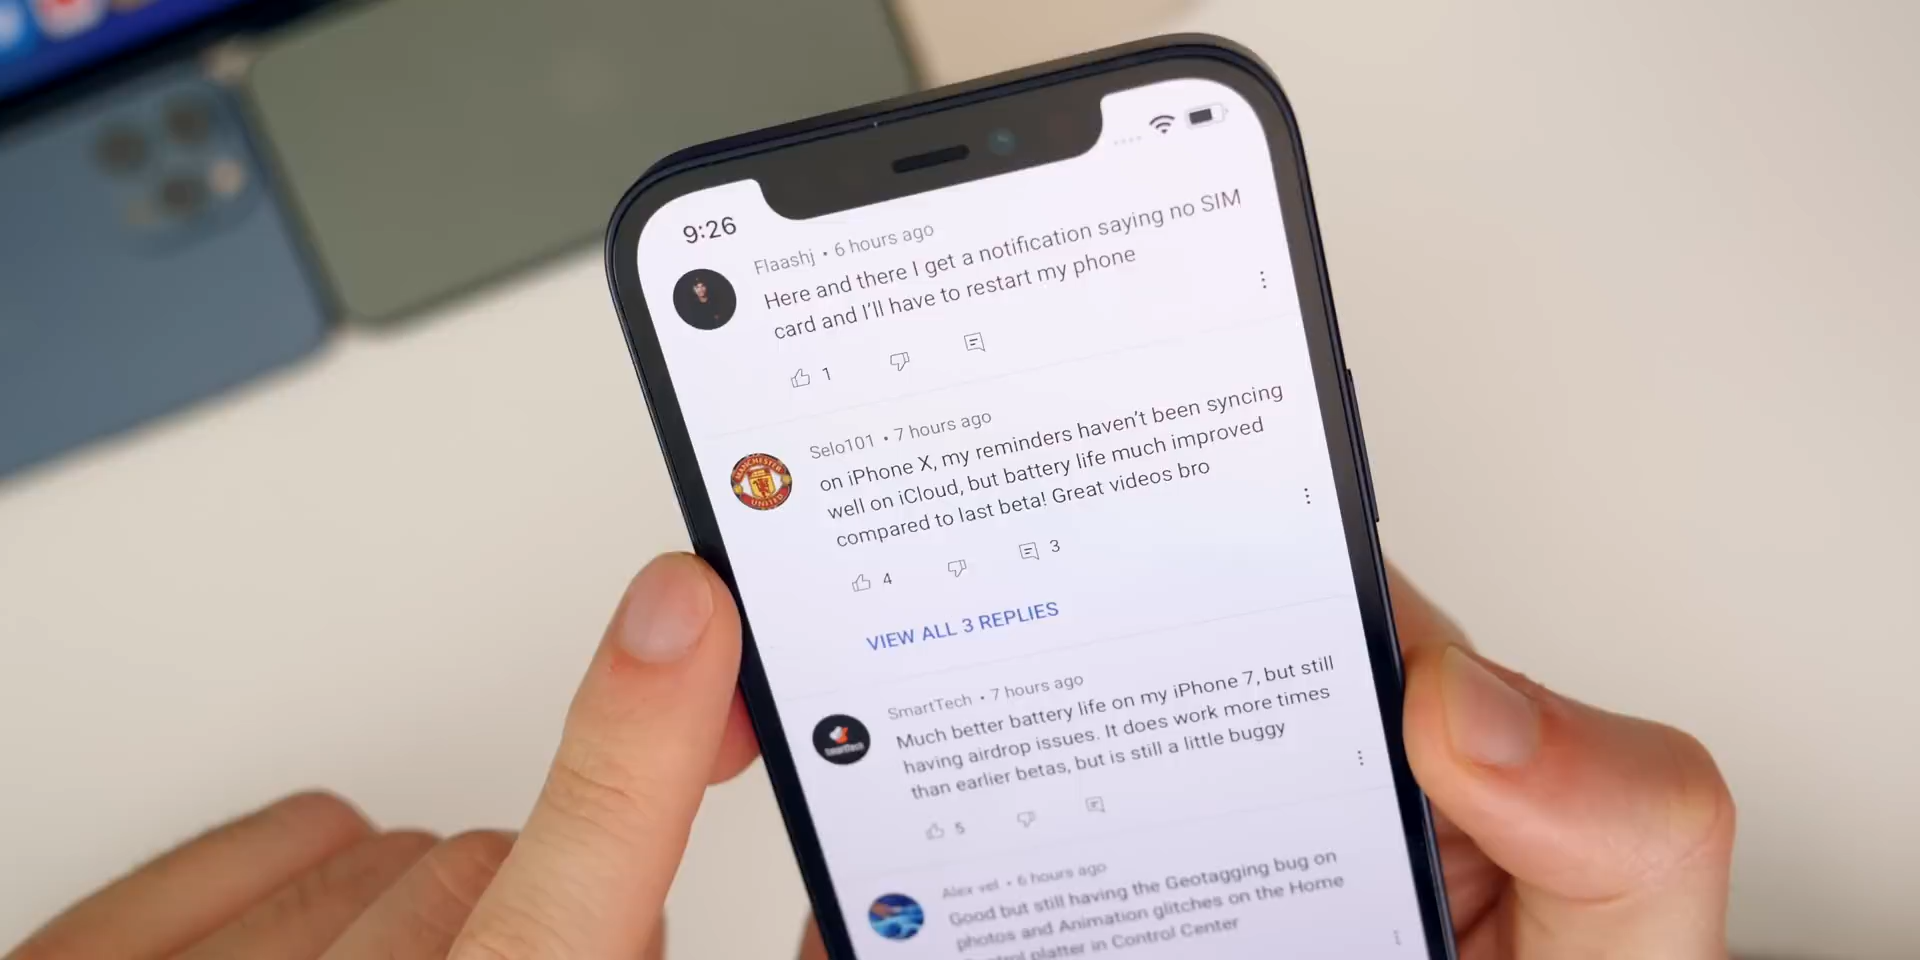 9:26
Flaashj • 6 hours ago
Here and there I get a notification saying no SIM
card and I'll have to restart my phone
1
Selo101 • 7 hours ago
on iPhone X, my reminders haven't been syncing
well on iCloud, but battery life much improved
compared to last beta! Great videos bro
MANCHESTER
UNITED
4
3
VIEW ALL 3 REPLIES
SmartTech • 7 hours ago
Much better battery life on my iPhone 7, but still
having airdrop issues. It does work more times
than earlier betas, but is still a little buggy
SmartTech
5
Alex vel • 6 hours ago
Good but still having the Geotagging bug on
photos and Animation glitches on the Home
Control platter in Control Center